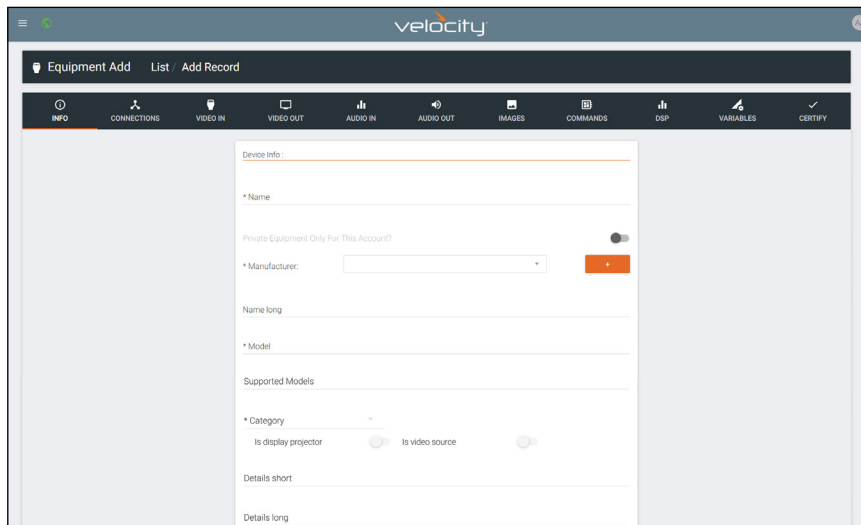 velocity
Equipment Add List / Add Record
INFO CONNECTIONS VIDEO IN VIDEO OUT AUDIO IN AUDIO OUT IMAGES COMMANDS DSP VARIABLES CERTIFY
Device Info :
* Name
Private Equipment Only For This Account?
* Manufacturer: +
Name long
* Model
Supported Models
* Category
Is display projector Is video source
Details short
Details long